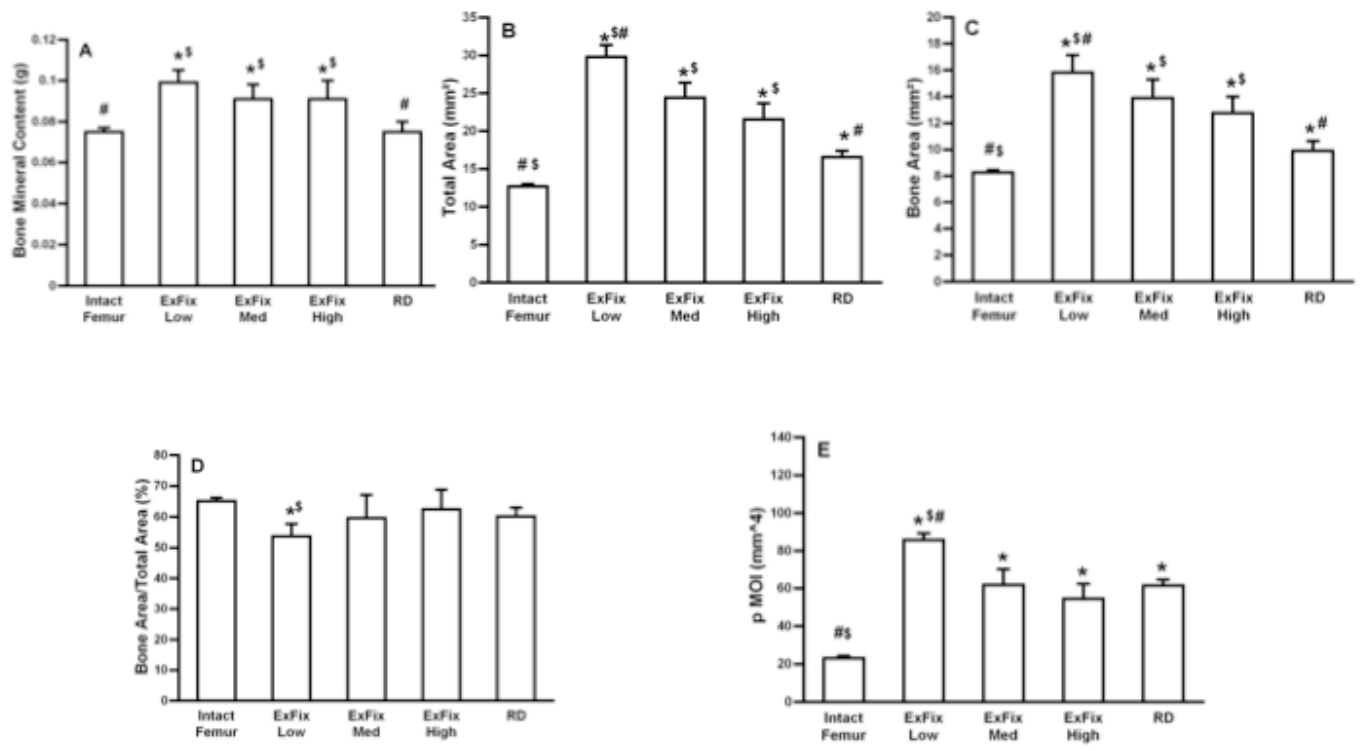 A
Bone Mineral Content (g)
0.12
0.1
0.08
0.06
0.04
0.02
0
#
*$
*$
*$
#
Intact Femur
ExFix Low
ExFix Med
ExFix High
RD
B
Total Area (mm²)
35
30
25
20
15
10
5
0
#$
*$#
*$
*$
*#
Intact Femur
ExFix Low
ExFix Med
ExFix High
RD
C
Bone Area (mm²)
20
18
16
14
12
10
8
6
4
2
0
#$
*$#
*$
*$
*#
Intact Femur
ExFix Low
ExFix Med
ExFix High
RD
D
Bone Area/Total Area (%)
80
70
60
50
40
30
20
10
0
*$
Intact Femur
ExFix Low
ExFix Med
ExFix High
RD
E
p MOI (mm^4)
140
120
100
80
60
40
20
0
#$
*$#
*
*
*
Intact Femur
ExFix Low
ExFix Med
ExFix High
RD